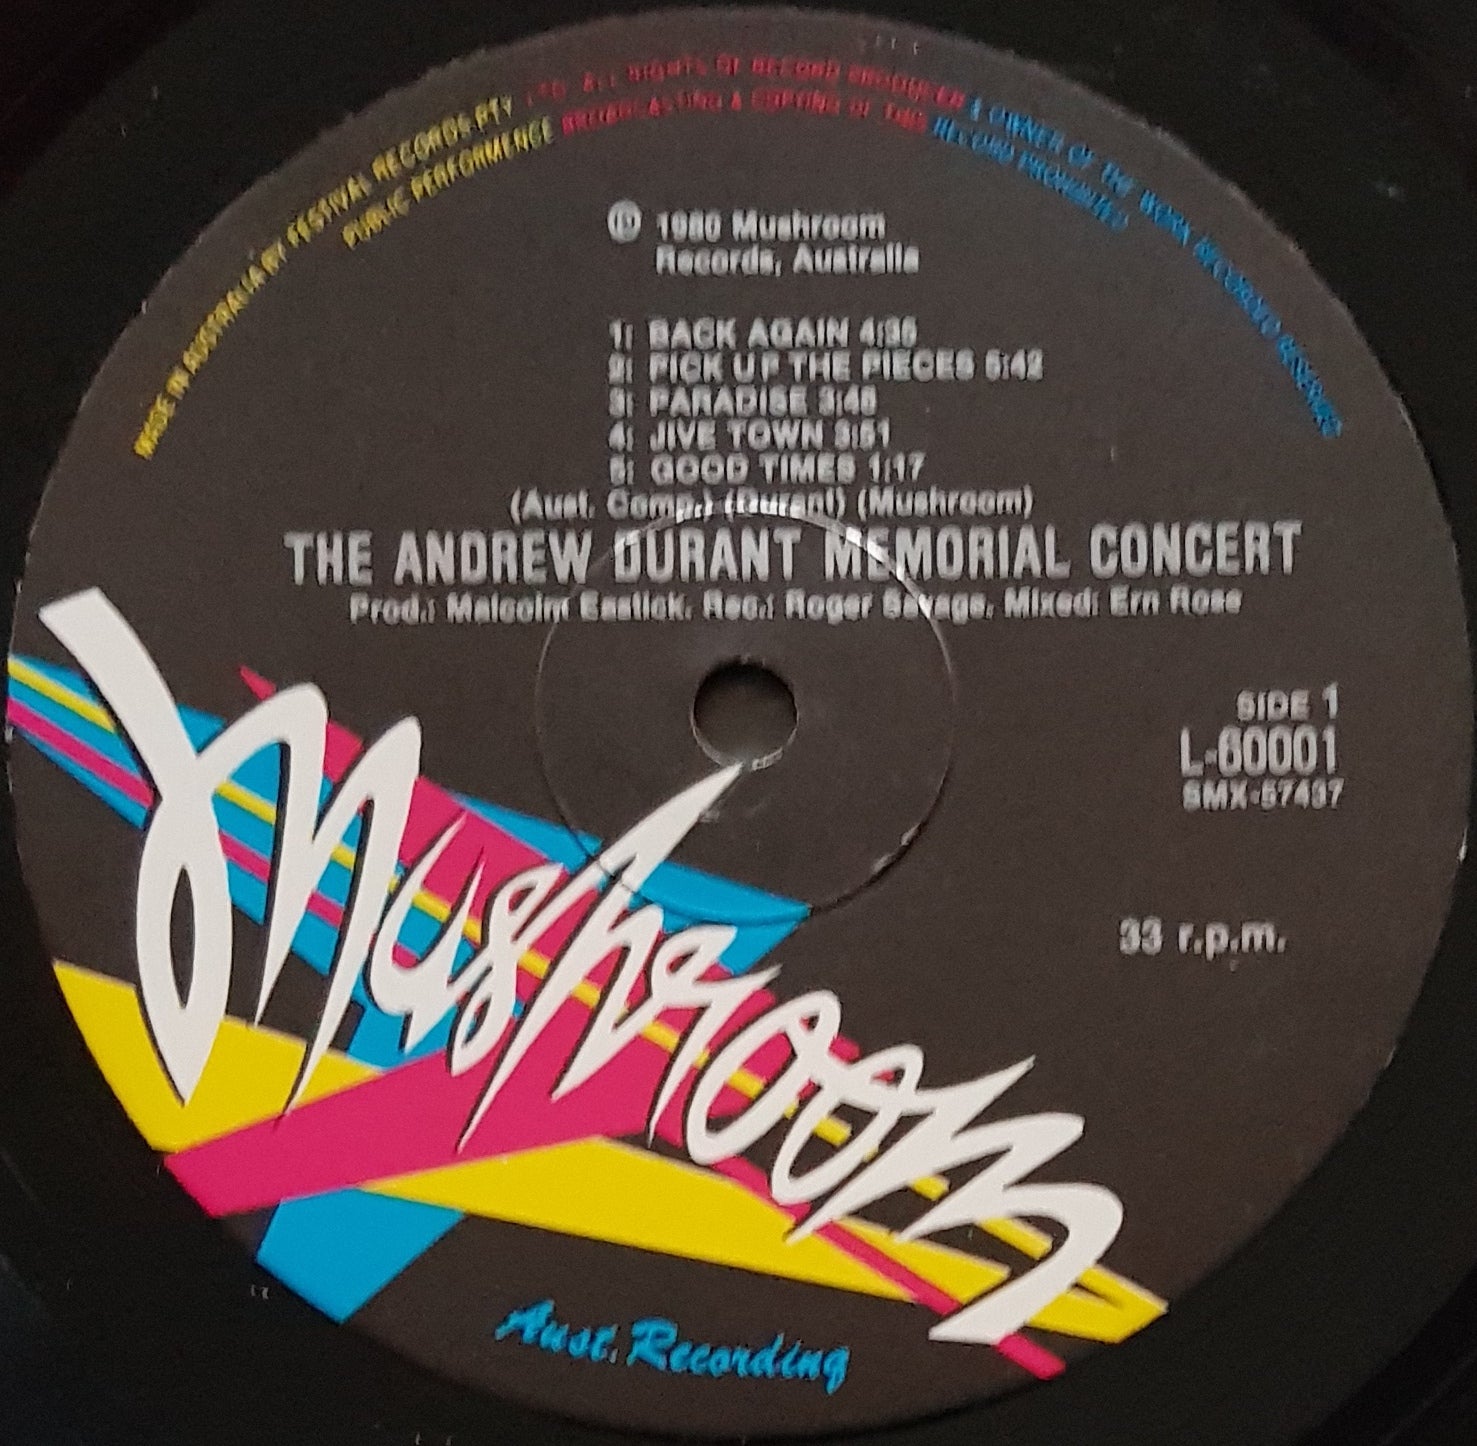 MADE IN AUSTRALIA BY FESTIVAL RECORDS PTY LTD. ALL RIGHTS OF RECORD PRODUCER & OWNER OF THE WORK RECORDED RESERVED
PUBLIC PERFORMENCE BROADCASTING & COPYING OF THIS RECORD PROHIBITED
Ⓟ 1980 Mushroom
Records, Australia
1: BACK AGAIN 4:35
2: PICK UP THE PIECES 5:42
3: PARADISE 3:48
4: JIVE TOWN 3:51
5: GOOD TIMES 1:17
(Aust. Comp.) (Durant) (Mushroom)
THE ANDREW DURANT MEMORIAL CONCERT
Prod.: Malcolm Eastick. Rec.: Roger Savage. Mixed: Ern Rose
SIDE 1
L-60001
SMX-57437
33 r.p.m.
Mushroom
Aust. Recording